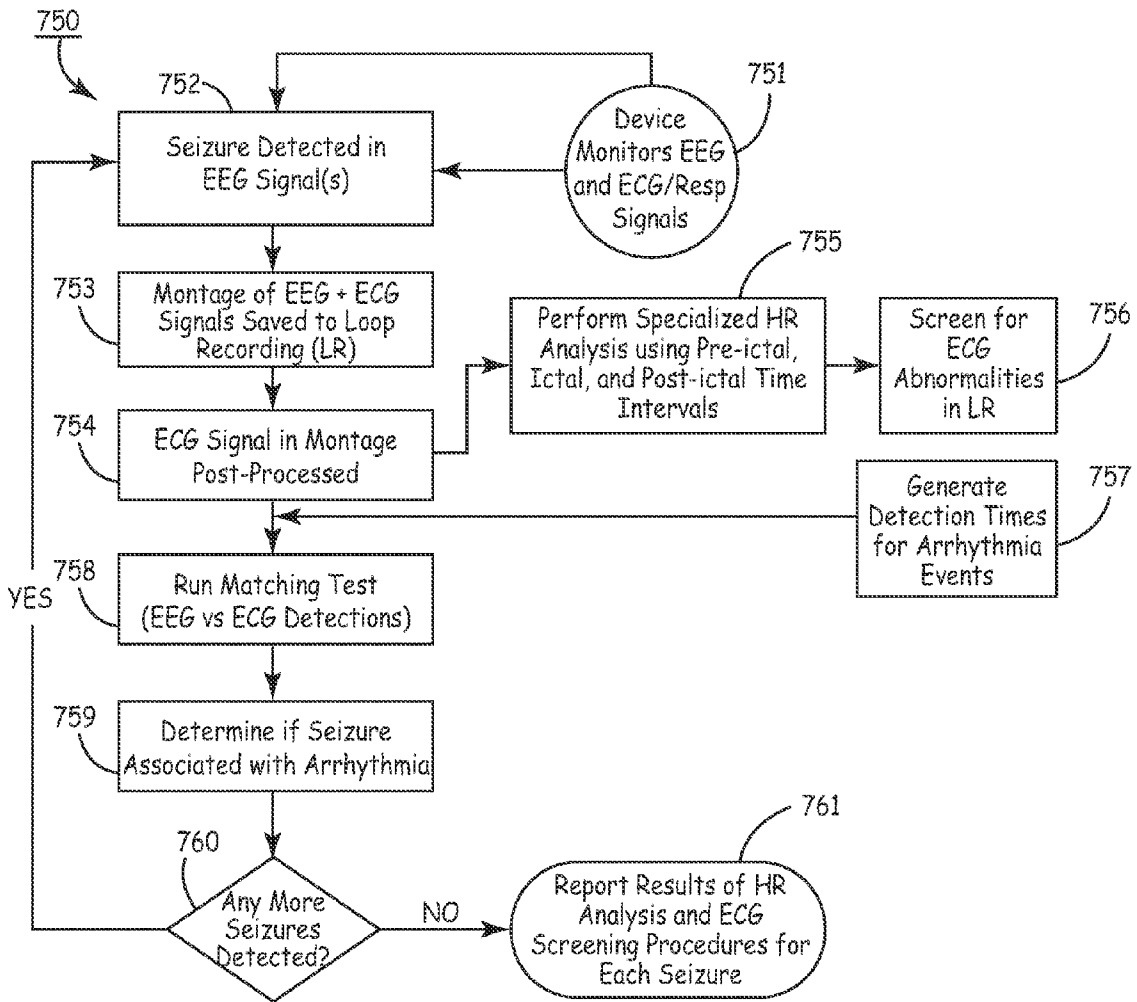 750
752
751
Seizure Detected in
EEG Signal(s)
Device
Monitors EEG
and ECG/Resp
Signals
753
Montage of EEG + ECG
Signals Saved to Loop
Recording (LR)
755
Perform Specialized HR
Analysis using Pre-ictal,
Ictal, and Post-ictal Time
Intervals
756
Screen for
ECG
Abnormalities
in LR
754
ECG Signal in Montage
Post-Processed
757
Generate
Detection Times
for Arrhythmia
Events
758
YES
Run Matching Test
(EEG vs ECG Detections)
759
Determine if Seizure
Associated with Arrhythmia
760
Any More
Seizures
Detected?
NO
761
Report Results of HR
Analysis and ECG
Screening Procedures for
Each Seizure